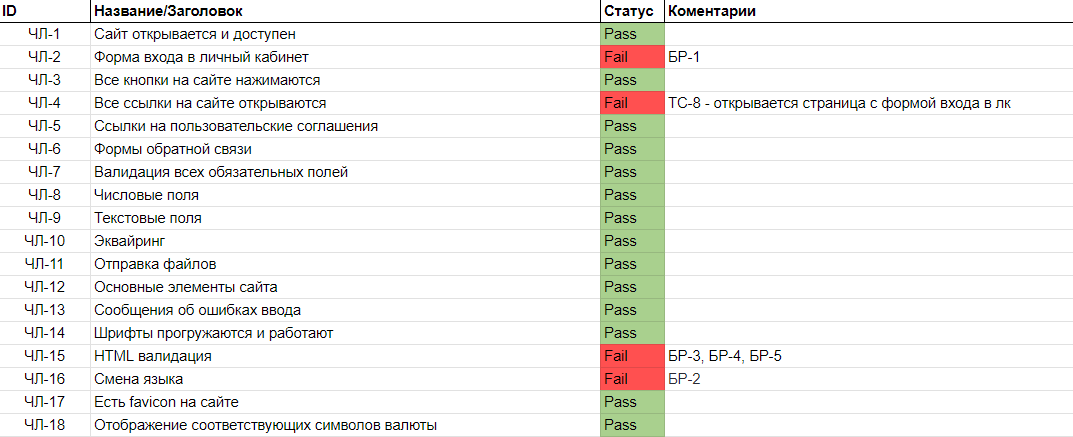 ID Название/Заголовок Статус Коментарии
ЧЛ-1 Сайт открывается и доступен Pass
ЧЛ-2 Форма входа в личный кабинет Fail БР-1
ЧЛ-3 Все кнопки на сайте нажимаются Pass
ЧЛ-4 Все ссылки на сайте открываются Fail ТС-8 - открывается страница с формой входа в лк
ЧЛ-5 Ссылки на пользовательские соглашения Pass
ЧЛ-6 Формы обратной связи Pass
ЧЛ-7 Валидация всех обязательных полей Pass
ЧЛ-8 Числовые поля Pass
ЧЛ-9 Текстовые поля Pass
ЧЛ-10 Эквайринг Pass
ЧЛ-11 Отправка файлов Pass
ЧЛ-12 Основные элементы сайта Pass
ЧЛ-13 Сообщения об ошибках ввода Pass
ЧЛ-14 Шрифты прогружаются и работают Pass
ЧЛ-15 HTML валидация Fail БР-3, БР-4, БР-5
ЧЛ-16 Смена языка Fail БР-2
ЧЛ-17 Есть favicon на сайте Pass
ЧЛ-18 Отображение соответствующих символов валюты Pass